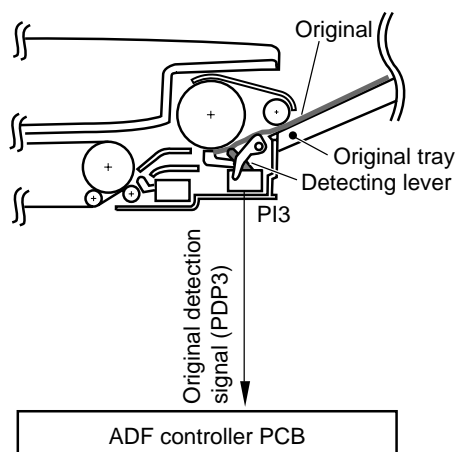 Original
Original tray
Detecting lever
PI3
Original detection
signal (PDP3)
ADF controller PCB